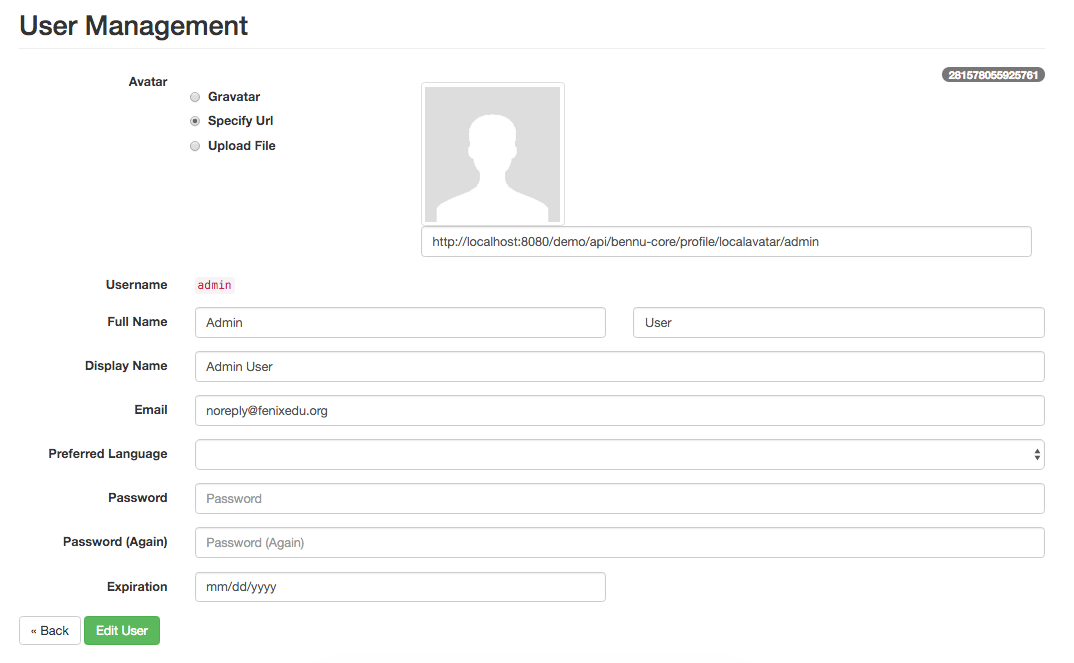 User Management
Avatar
281578055925761
Gravatar
Specify Url
Upload File
http://localhost:8080/demo/api/bennu-core/profile/localavatar/admin
Username admin
Full Name Admin User
Display Name Admin User
Email noreply@fenixedu.org
Preferred Language
Password Password
Password (Again) Password (Again)
Expiration mm/dd/yyyy
« Back Edit User